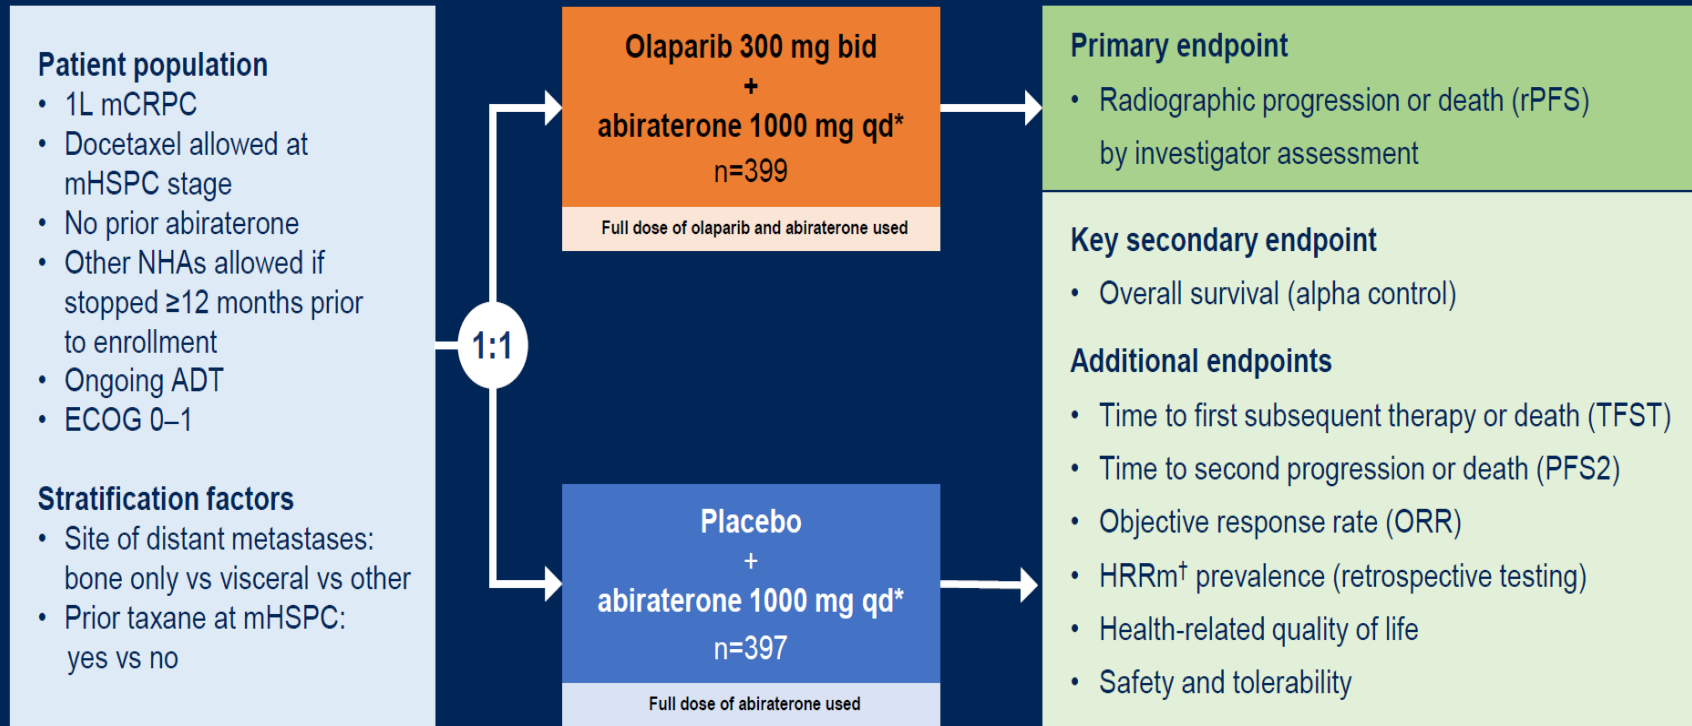 Patient population
• 1L mCRPC
• Docetaxel allowed at
mHSPC stage
• No prior abiraterone
• Other NHAs allowed if
stopped ≥12 months prior
to enrollment
• Ongoing ADT
• ECOG 0–1
Stratification factors
• Site of distant metastases:
bone only vs visceral vs other
• Prior taxane at mHSPC:
yes vs no
1:1
Olaparib 300 mg bid
+
abiraterone 1000 mg qd*
n=399
Full dose of olaparib and abiraterone used
Placebo
+
abiraterone 1000 mg qd*
n=397
Full dose of abiraterone used
Primary endpoint
• Radiographic progression or death (rPFS)
by investigator assessment
Key secondary endpoint
• Overall survival (alpha control)
Additional endpoints
• Time to first subsequent therapy or death (TFST)
• Time to second progression or death (PFS2)
• Objective response rate (ORR)
• HRRm† prevalence (retrospective testing)
• Health-related quality of life
• Safety and tolerability